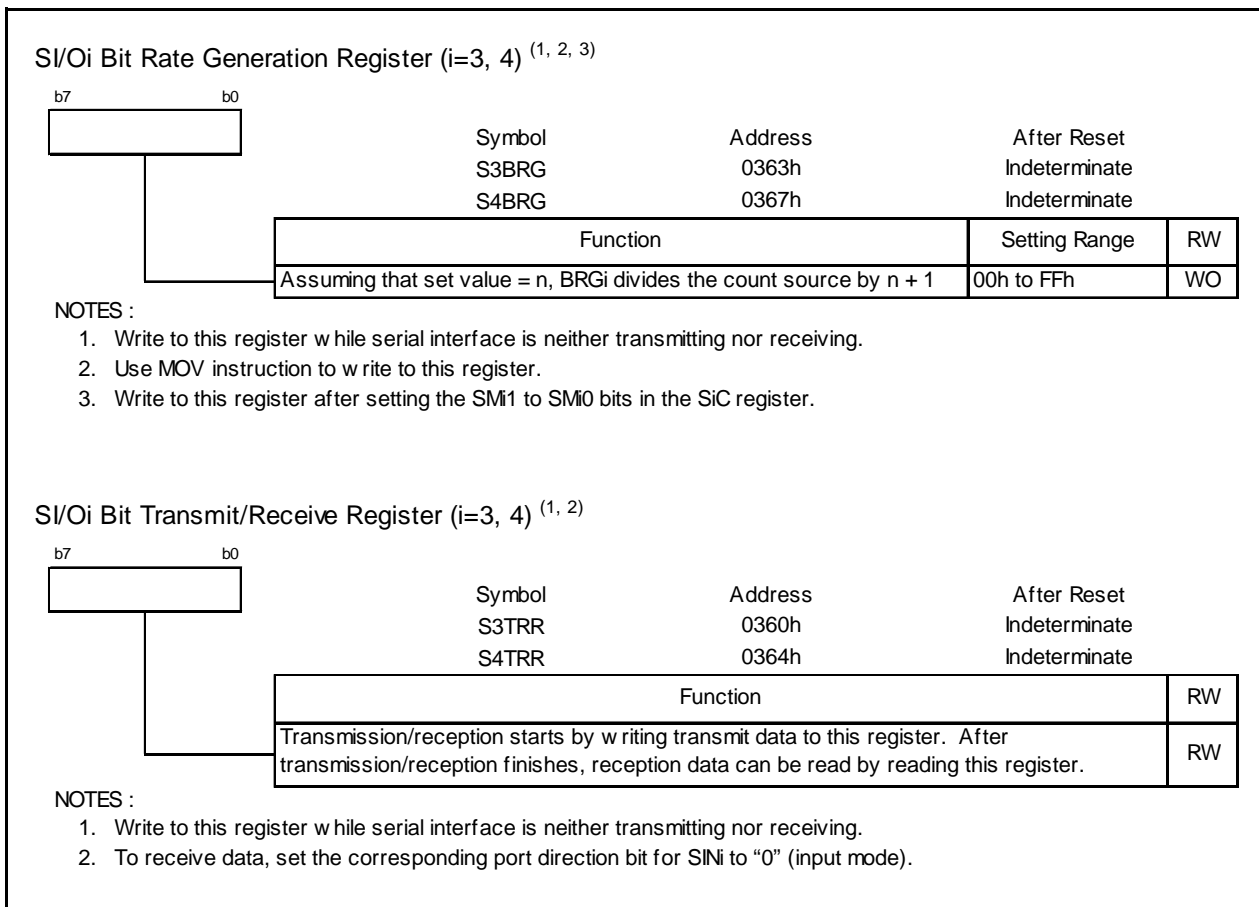 SI/Oi Bit Rate Generation Register (i=3, 4) (1, 2, 3)
b7 b0
Symbol Address After Reset
S3BRG 0363h Indeterminate
S4BRG 0367h Indeterminate
Function Setting Range RW
Assuming that set value = n, BRGi divides the count source by n + 1 00h to FFh WO
NOTES :
1. Write to this register while serial interface is neither transmitting nor receiving.
2. Use MOV instruction to write to this register.
3. Write to this register after setting the SMi1 to SMi0 bits in the SiC register.
SI/Oi Bit Transmit/Receive Register (i=3, 4) (1, 2)
b7 b0
Symbol Address After Reset
S3TRR 0360h Indeterminate
S4TRR 0364h Indeterminate
Function RW
Transmission/reception starts by writing transmit data to this register. After
transmission/reception finishes, reception data can be read by reading this register. RW
NOTES :
1. Write to this register while serial interface is neither transmitting nor receiving.
2. To receive data, set the corresponding port direction bit for SINi to “0” (input mode).